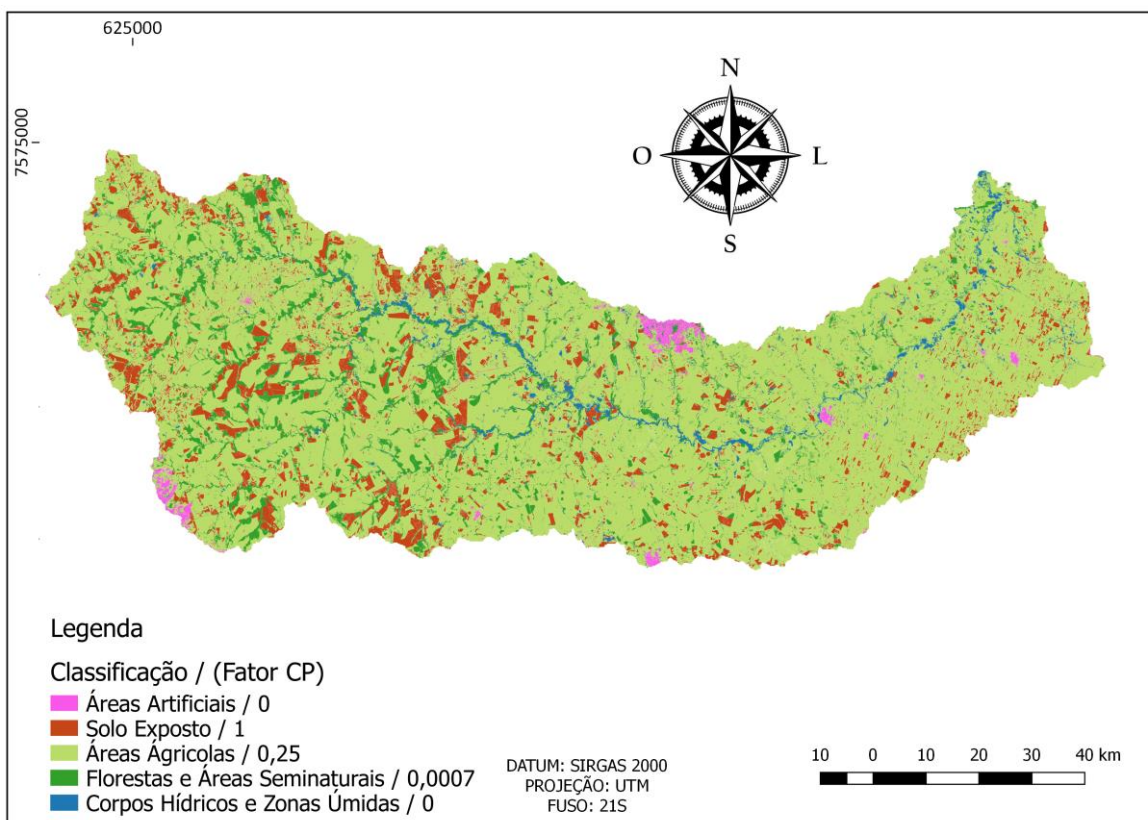 625000
7575000
N
O
L
S
Legenda
Classificação / (Fator CP)
Áreas Artificiais / 0
Solo Exposto / 1
Áreas Ágricolas / 0,25
Florestas e Áreas Seminaturais / 0,0007
Corpos Hídricos e Zonas Úmidas / 0
DATUM: SIRGAS 2000
PROJEÇÃO: UTM
FUSO: 21S
10 0 10 20 30 40 km